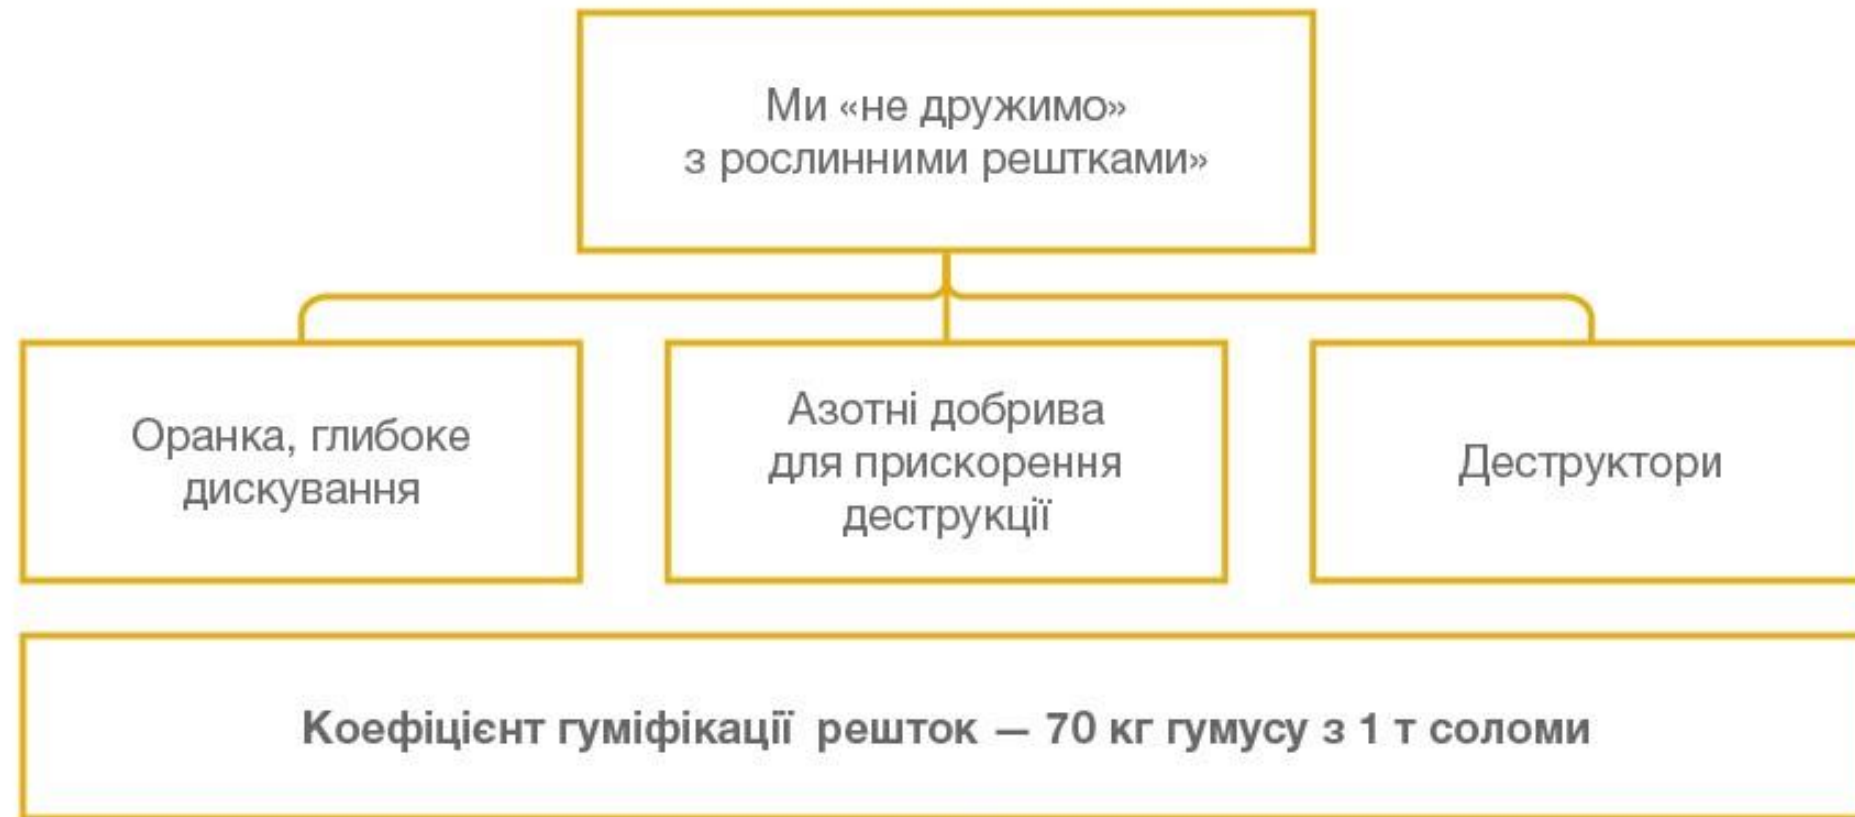 Ми «не дружимо»
з рослинними рештками»
Оранка, глибоке
дискування
Азотні добрива
для прискорення
деструкції
Деструктори
Коефіцієнт гуміфікації решток — 70 кг гумусу з 1 т соломи